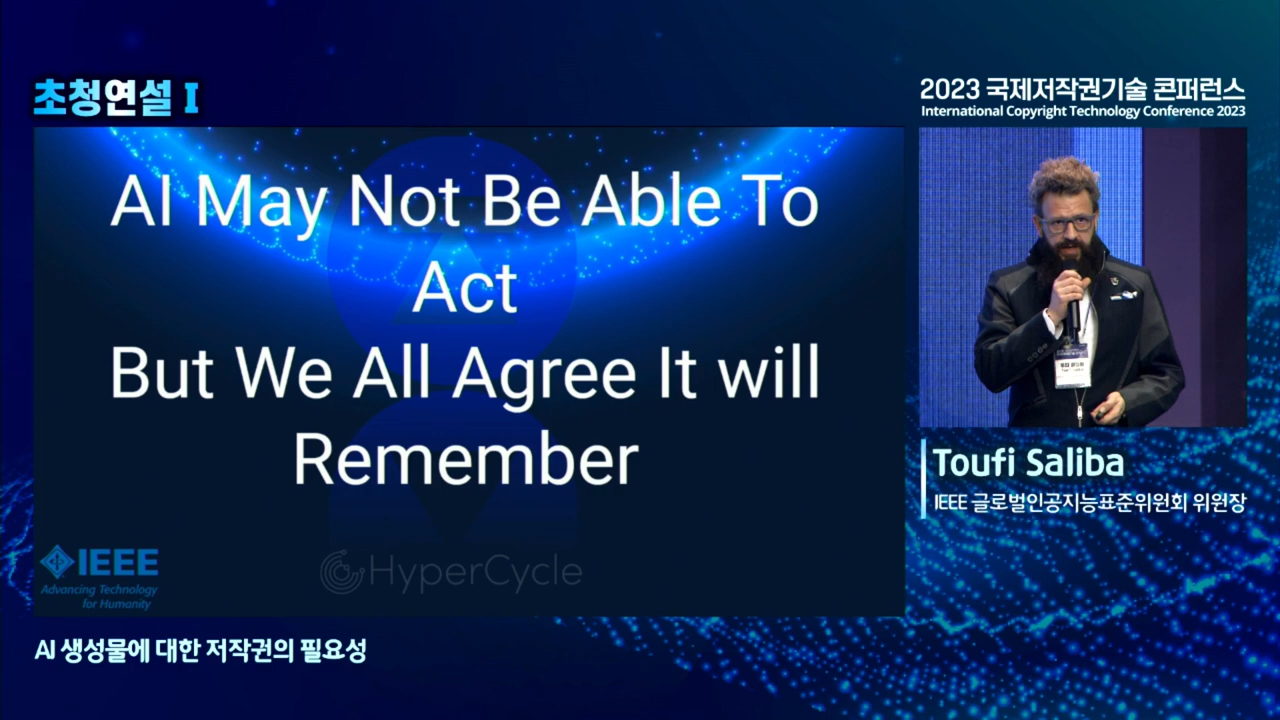 초청연설 I
2023 국제저작권기술 콘퍼런스
International Copyright Technology Conference 2023
AI May Not Be Able To
Act
But We All Agree It will
Remember
IEEE
Advancing Technology
for Humanity
HyperCycle
Toufi Saliba
IEEE 글로벌인공지능표준위원회 위원장
AI 생성물에 대한 저작권의 필요성